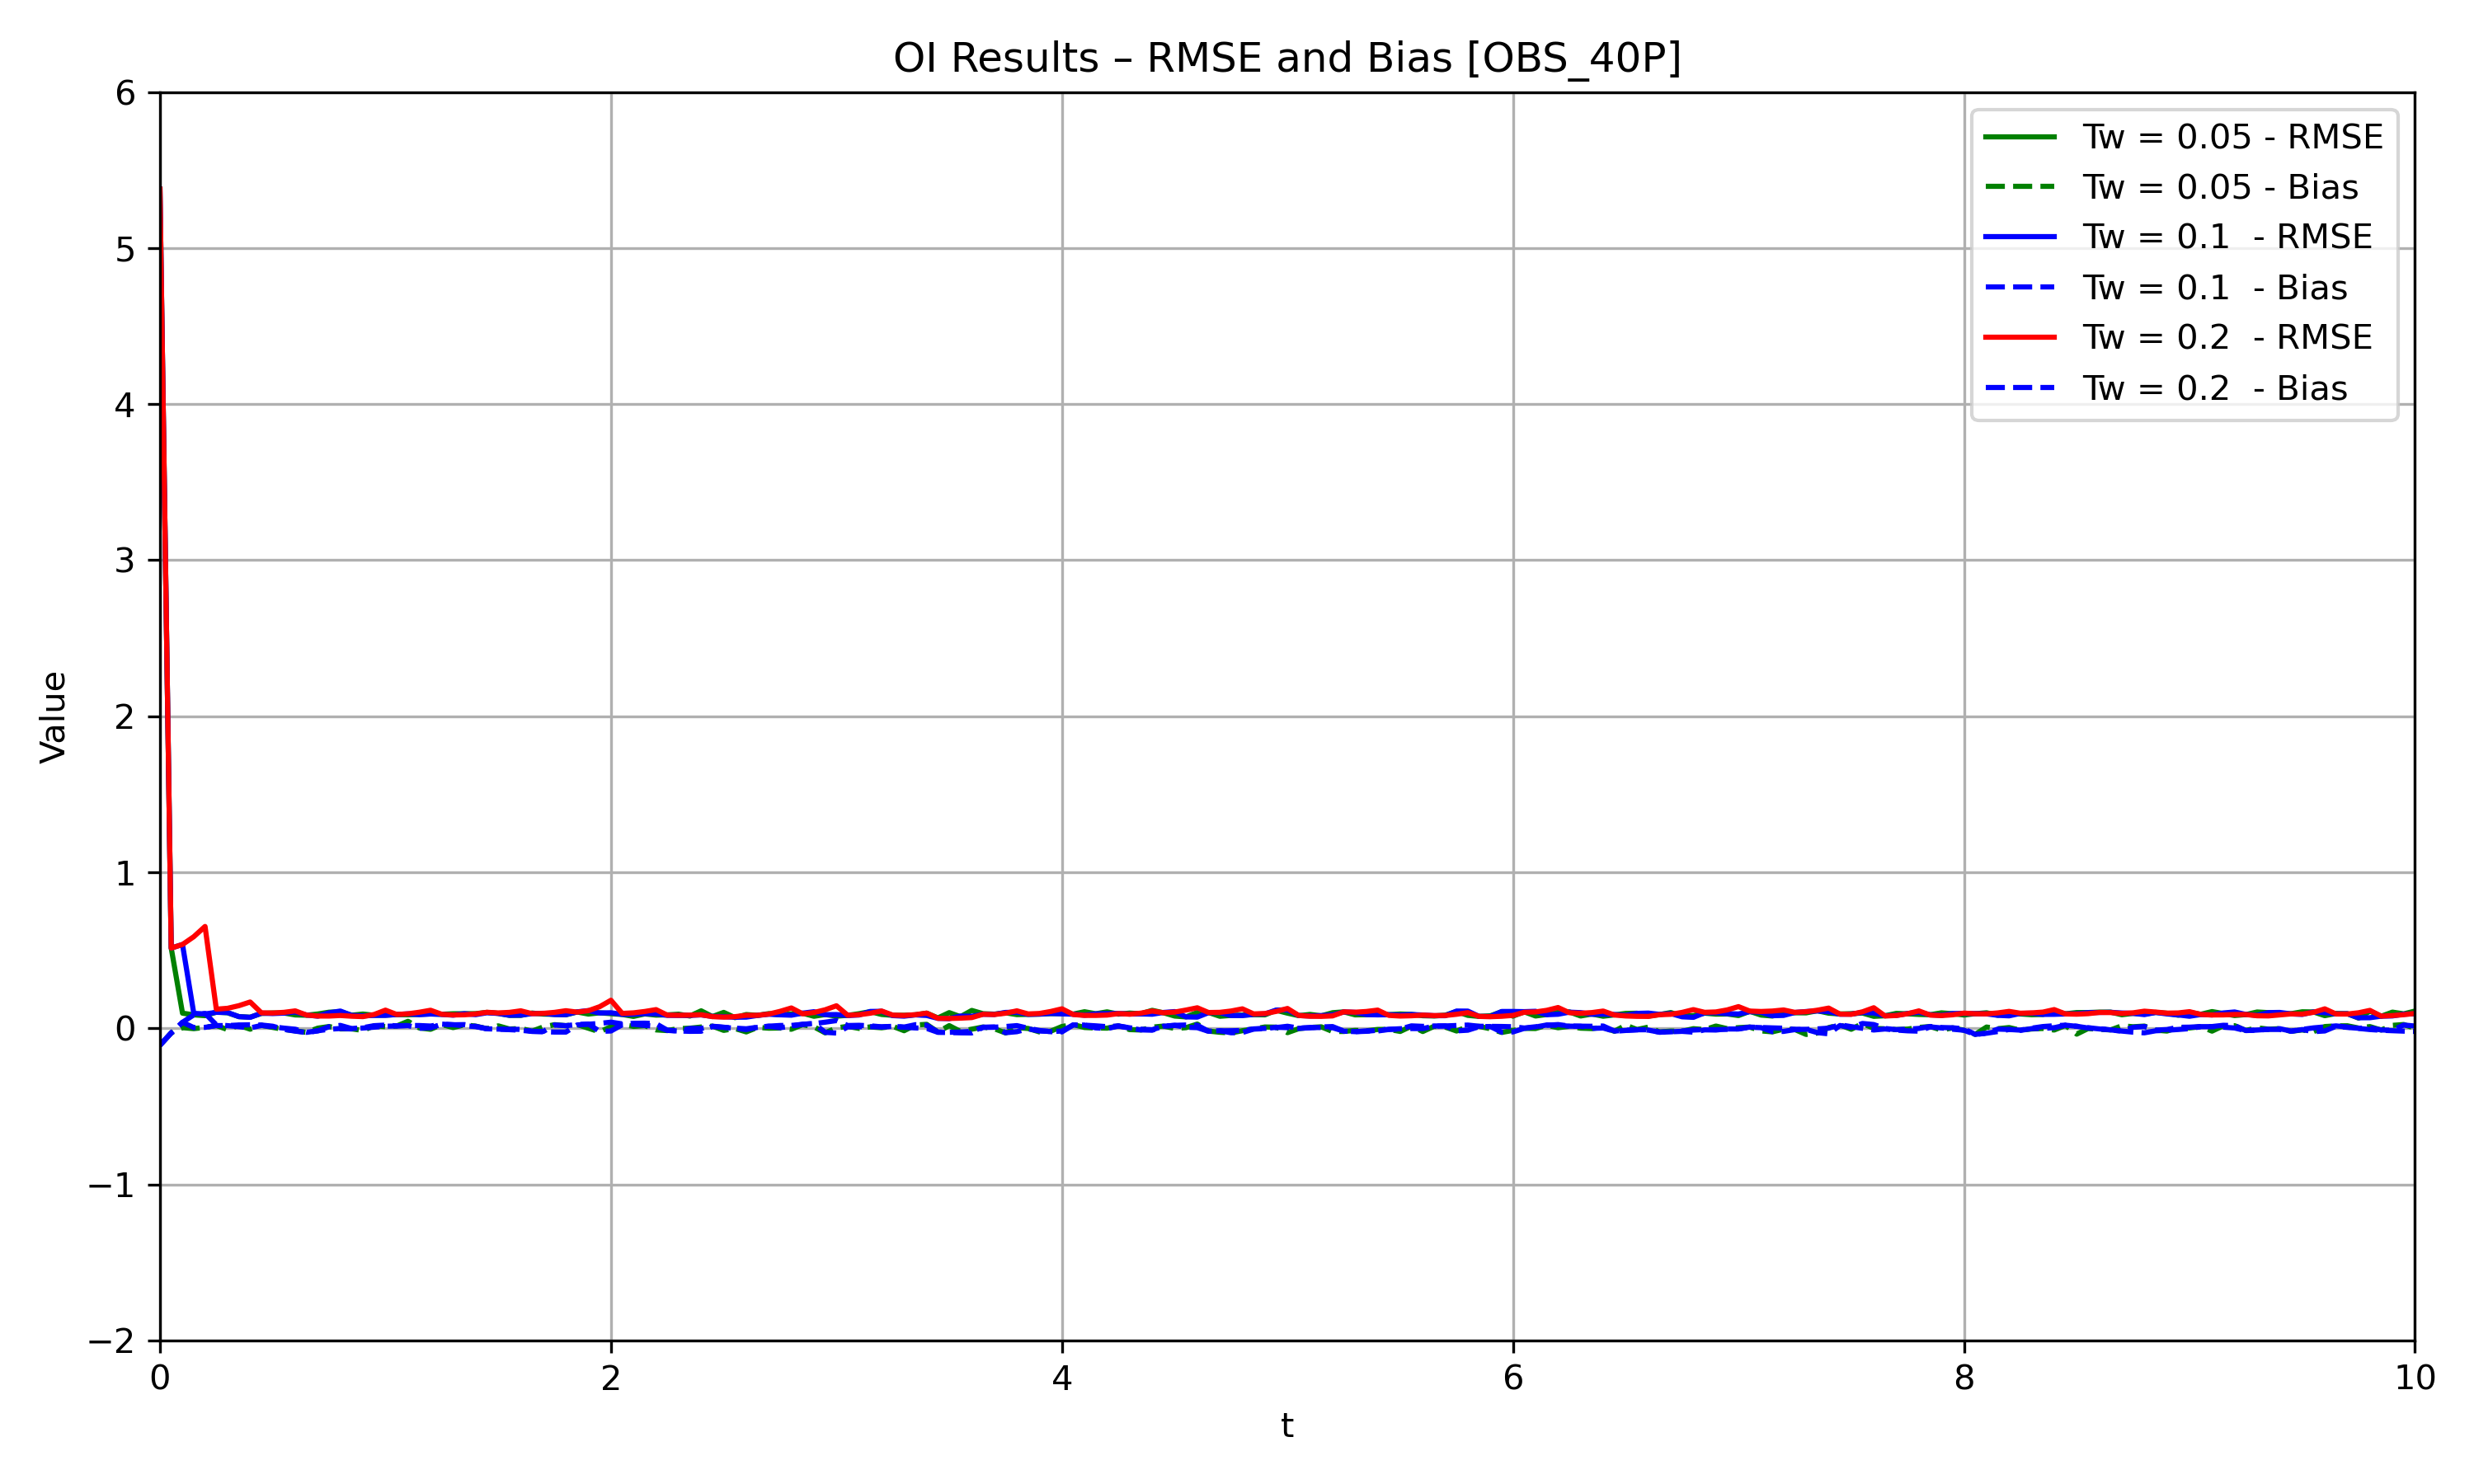 OI Results – RMSE and Bias [OBS_40P]
6
5
4
3
2
1
0
−1
−2
Value
Tw = 0.05 - RMSE
Tw = 0.05 - Bias
Tw = 0.1  - RMSE
Tw = 0.1  - Bias
Tw = 0.2  - RMSE
Tw = 0.2  - Bias
0 2 4 6 8 10
t